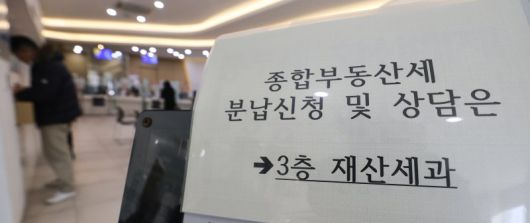 종합부동산세
분납신청 및 상담은
➔3층 재산세과